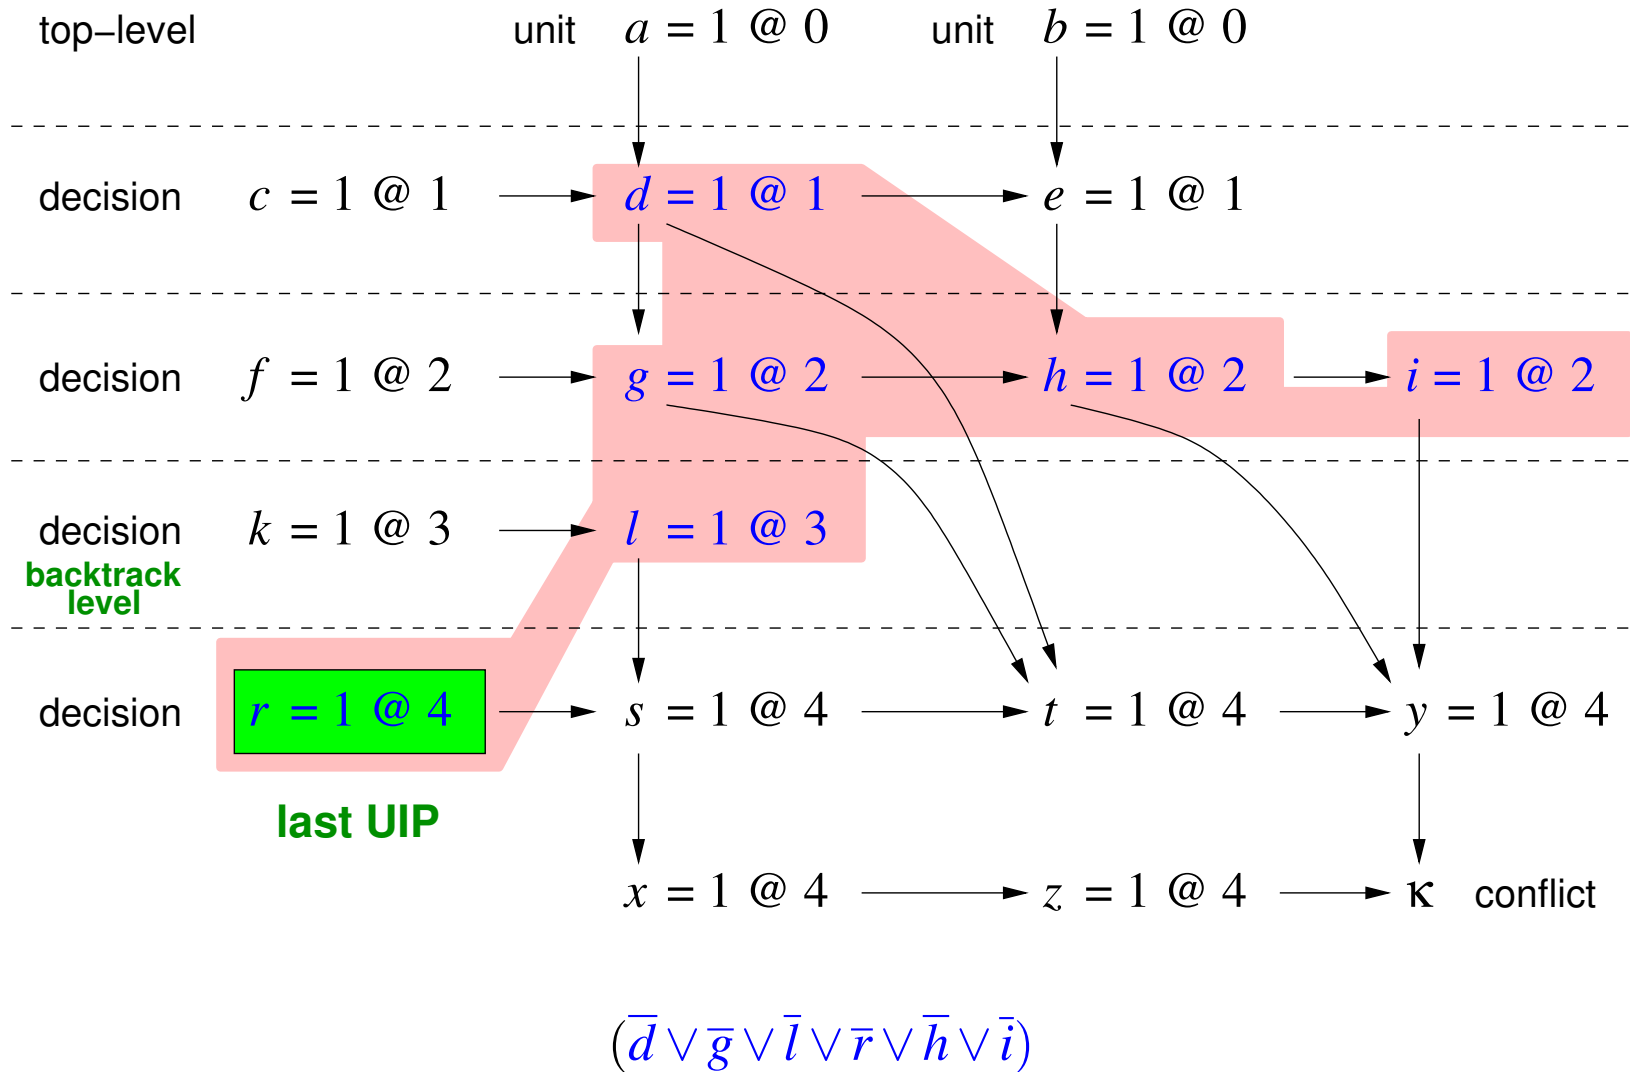 top–level unit a = 1 @ 0 unit b = 1 @ 0
decision c = 1 @ 1 d = 1 @ 1 e = 1 @ 1
decision f = 1 @ 2 g = 1 @ 2 h = 1 @ 2 i = 1 @ 2
decision k = 1 @ 3 l = 1 @ 3
backtrack
level
decision r = 1 @ 4 s = 1 @ 4 t = 1 @ 4 y = 1 @ 4
last UIP
x = 1 @ 4 z = 1 @ 4 κ conflict
(d̅ ∨ g̅ ∨ l̅ ∨ r̅ ∨ h̅ ∨ i̅)